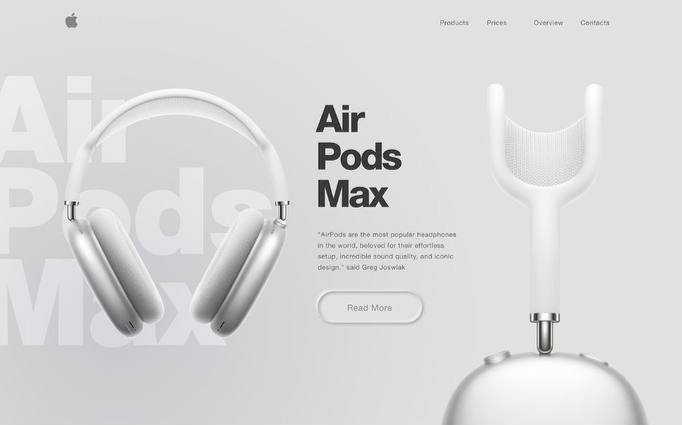 Products Prices Overview Contacts
Air
Pods
Max
Air
Pods
Max
"AirPods are the most popular headphones
in the world, beloved for their effortless
setup, incredible sound quality, and iconic
design." said Greg Joswiak
Read More